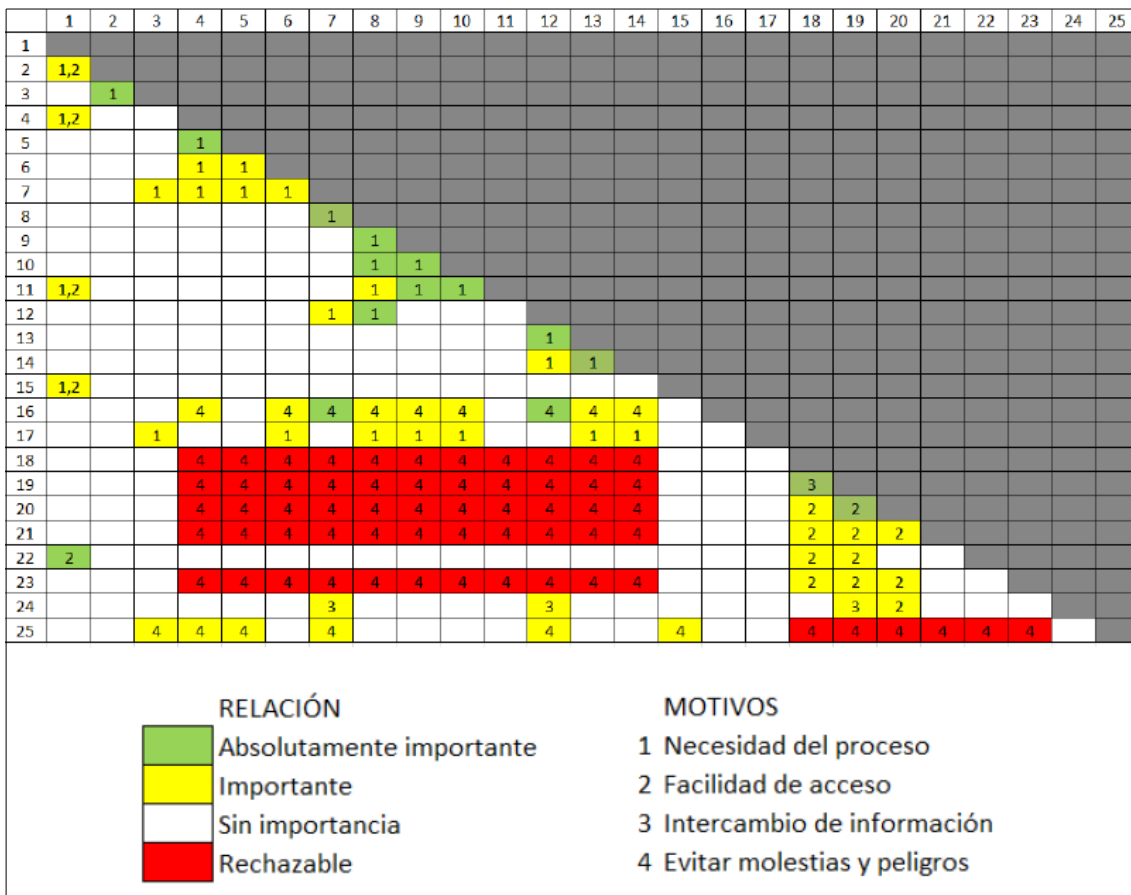 1 2 3 4 5 6 7 8 9 10 11 12 13 14 15 16 17 18 19 20 21 22 23 24 25
1
2 1,2
3 1
4 1,2
5 1
6 1 1
7 1 1 1 1
8 1
9 1
10 1 1
11 1,2 1 1 1
12 1 1
13 1
14 1 1
15 1,2
16 4 4 4 4 4 4 4 4 4
17 1 1 1 1 1 1 1
18 4 4 4 4 4 4 4 4 4 4 4
19 4 4 4 4 4 4 4 4 4 4 4 3
20 4 4 4 4 4 4 4 4 4 4 4 2 2
21 4 4 4 4 4 4 4 4 4 4 4 2 2 2
22 2 2 2
23 4 4 4 4 4 4 4 4 4 4 4 2 2 2
24 3 3 3 2
25 4 4 4 4 4 4 4 4 4 4 4 4
RELACIÓN MOTIVOS
Absolutamente importante 1 Necesidad del proceso
Importante 2 Facilidad de acceso
Sin importancia 3 Intercambio de información
Rechazable 4 Evitar molestias y peligros